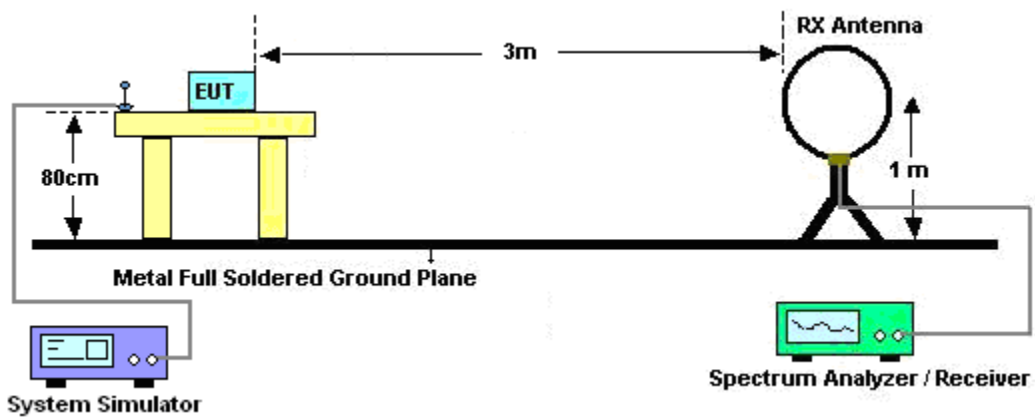 RX Antenna
3m
EUT
80cm
1 m
Metal Full Soldered Ground Plane
System Simulator
Spectrum Analyzer / Receiver